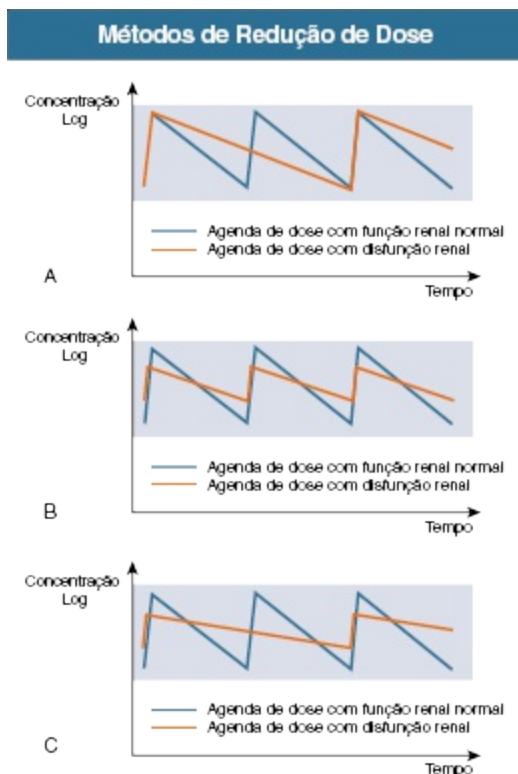 Métodos de Redução de Dose
Concentração
Log
Agenda de dose com função renal normal
Agenda de dose com disfunção renal
A
Tempo
Concentração
Log
Agenda de dose com função renal normal
Agenda de dose com disfunção renal
B
Tempo
Concentração
Log
Agenda de dose com função renal normal
Agenda de dose com disfunção renal
C
Tempo